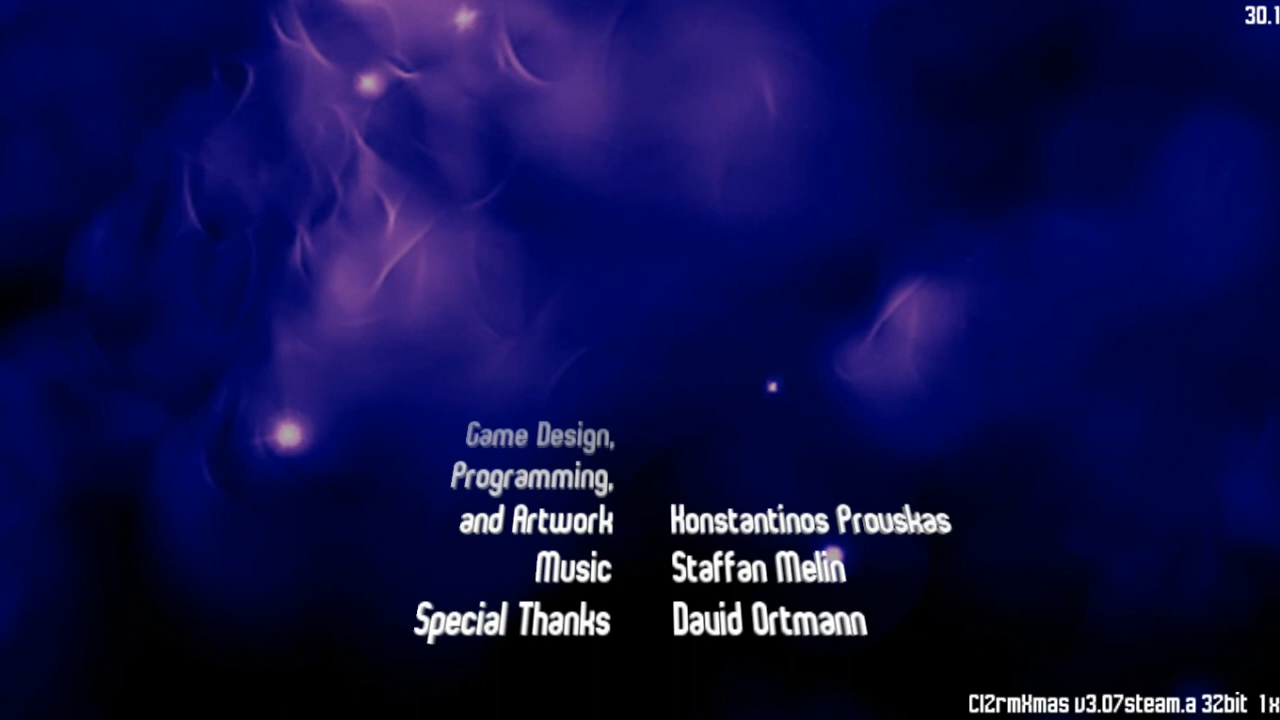 30.1
Game Design,
Programming,
and Artwork Konstantinos Prouskas
Music Staffan Melin
Special Thanks David Ortmann
Cl2rmXmas v3.07steam.a 32bit 1x